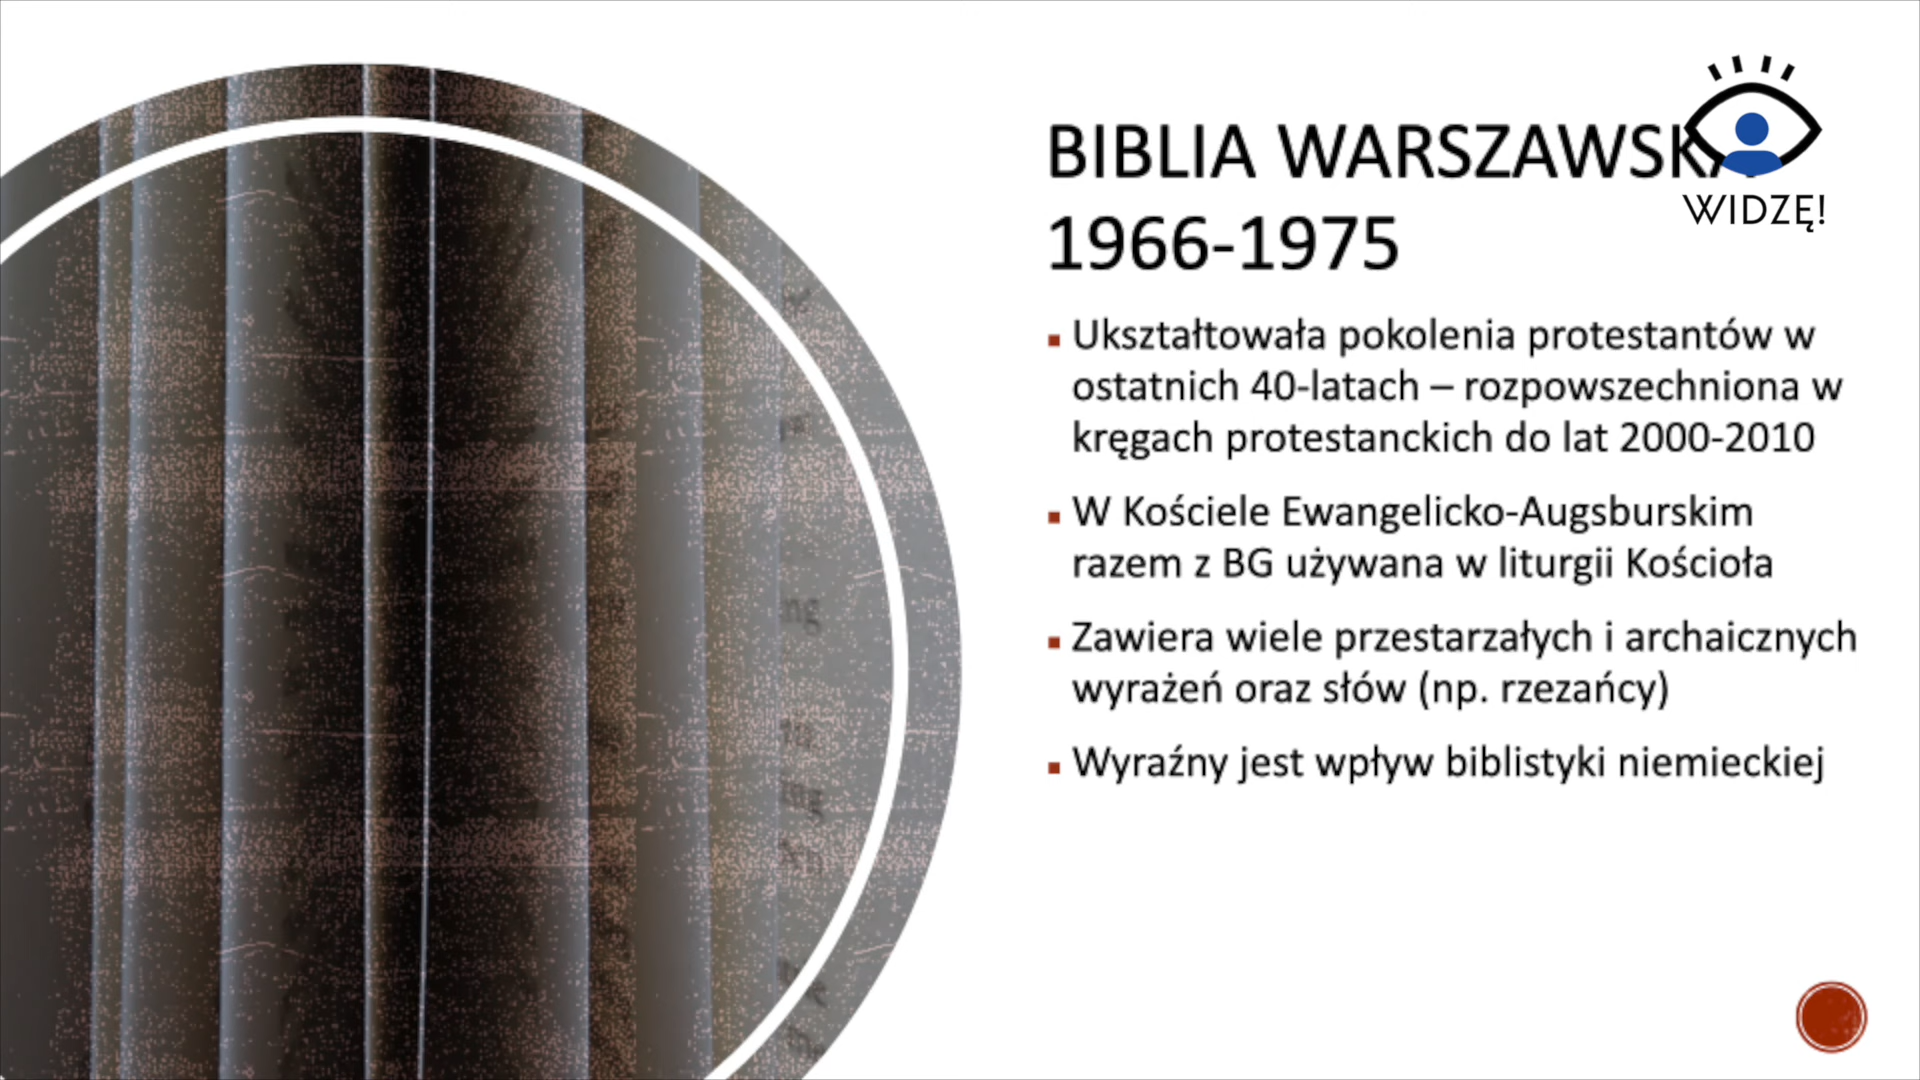 BIBLIA WARSZAWSKA
1966-1975
WIDZĘ!
▪ Ukształtowała pokolenia protestantów w
ostatnich 40-latach – rozpowszechniona w
kręgach protestanckich do lat 2000-2010
▪ W Kościele Ewangelicko-Augsburskim
razem z BG używana w liturgii Kościoła
▪ Zawiera wiele przestarzałych i archaicznych
wyrażeń oraz słów (np. rzezańcy)
▪ Wyraźny jest wpływ biblistyki niemieckiej